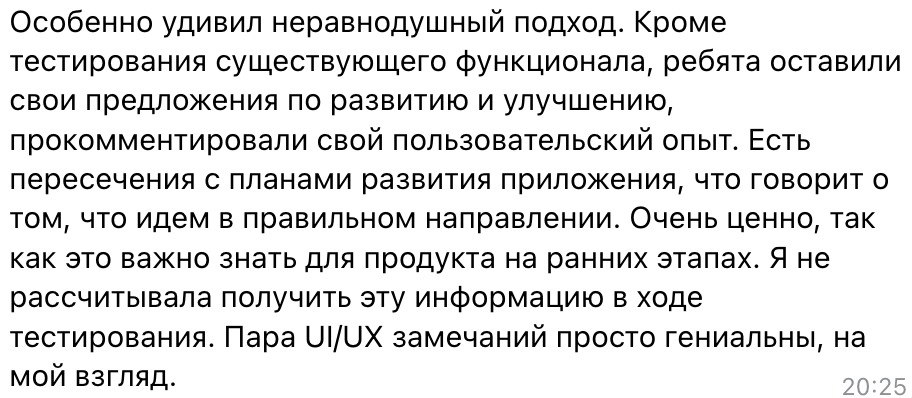 Особенно удивил неравнодушный подход. Кроме
тестирования существующего функционала, ребята оставили
свои предложения по развитию и улучшению,
прокомментировали свой пользовательский опыт. Есть
пересечения с планами развития приложения, что говорит о
том, что идем в правильном направлении. Очень ценно, так
как это важно знать для продукта на ранних этапах. Я не
рассчитывала получить эту информацию в ходе
тестирования. Пара UI/UX замечаний просто гениальны, на
мой взгляд.
20:25